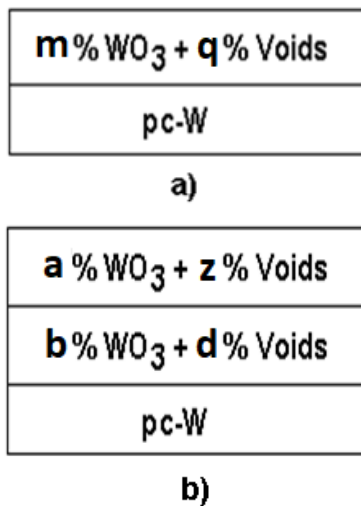 m % WO₃ + q % Voids
pc-W
a)
a % WO₃ + z % Voids
b % WO₃ + d % Voids
pc-W
b)